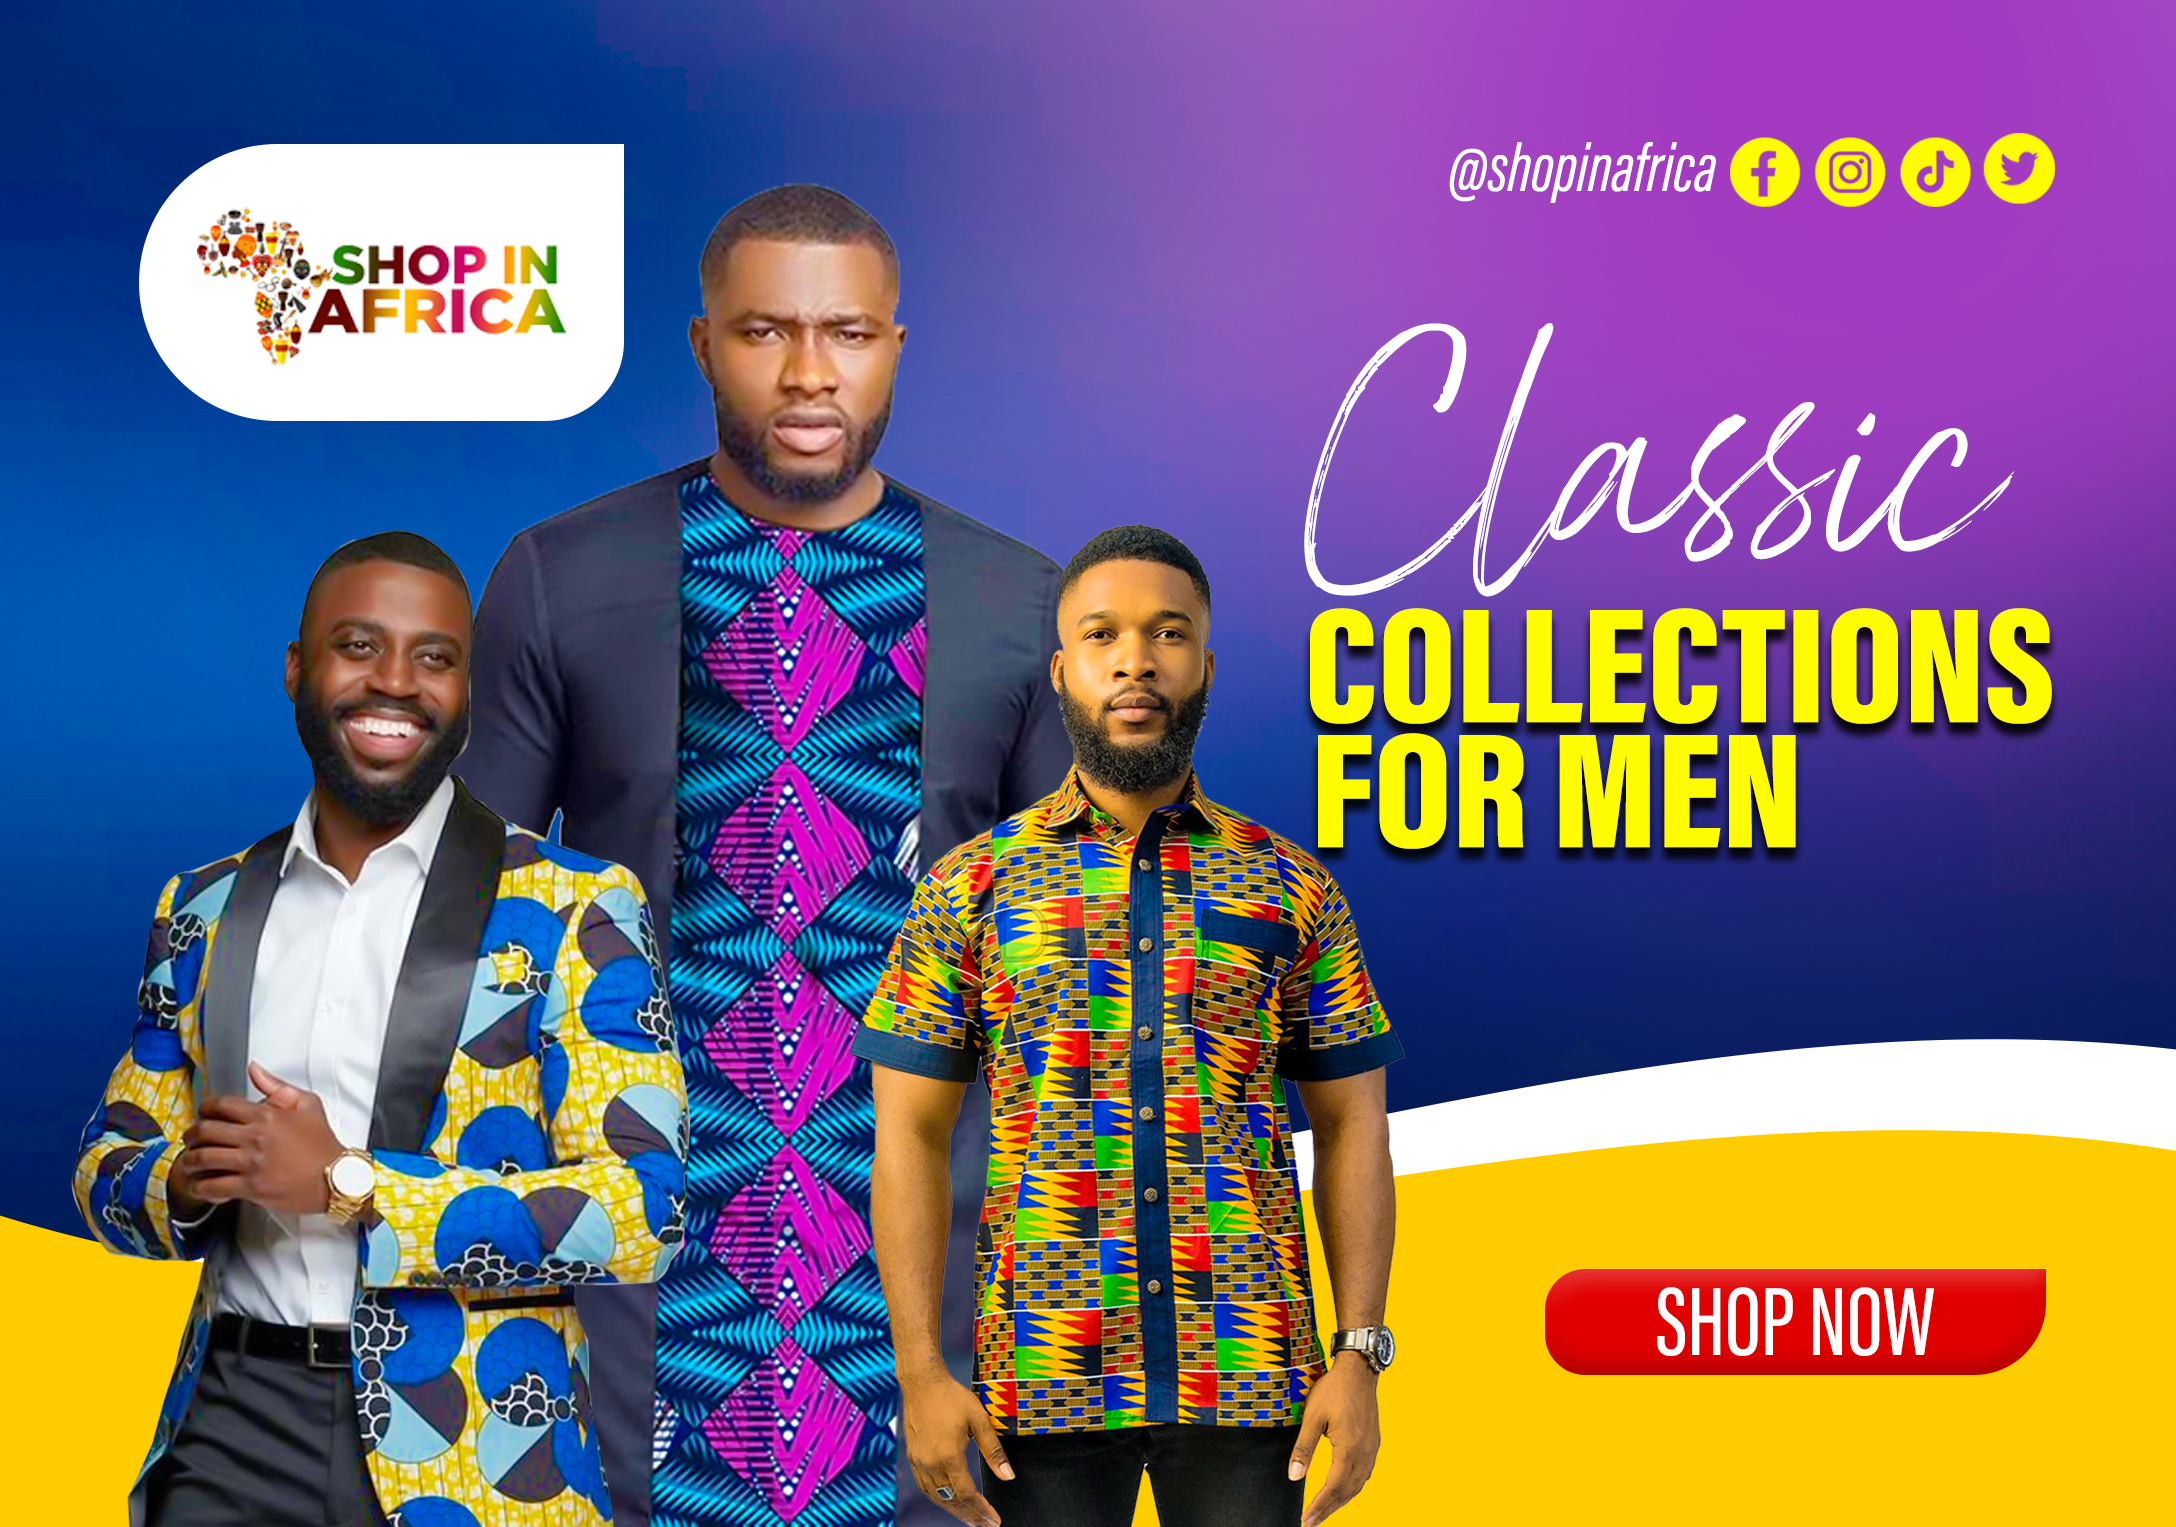 SHOP IN
AFRICA
@shopinafrica
Classic
COLLECTIONS
FOR MEN
SHOP NOW